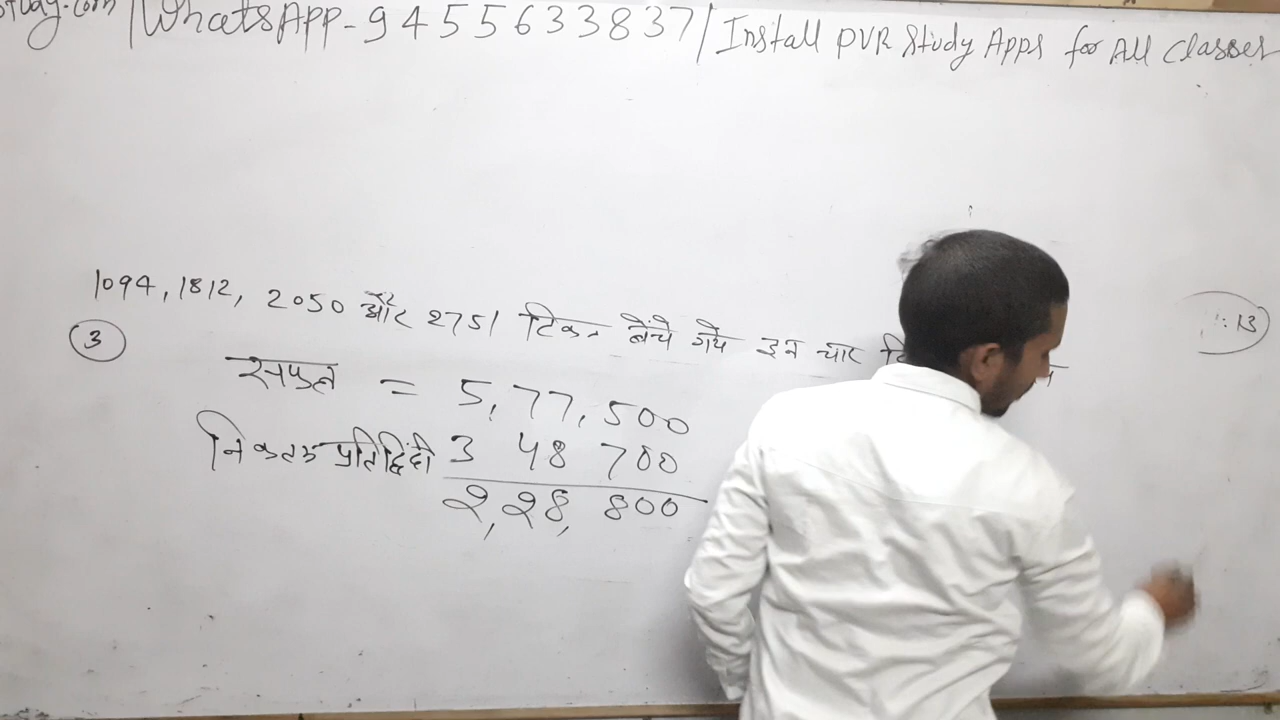 study.com | WhatsApp-9455633837 | Install PVR Study Apps for All Classes
1094, 1812, 2050 और 2751 टिकट बेंचे गये इन चार
: 13
3
सफल = 5,77,500
निकतम प्रतिद्विंदी 3 48 700
2,28,800